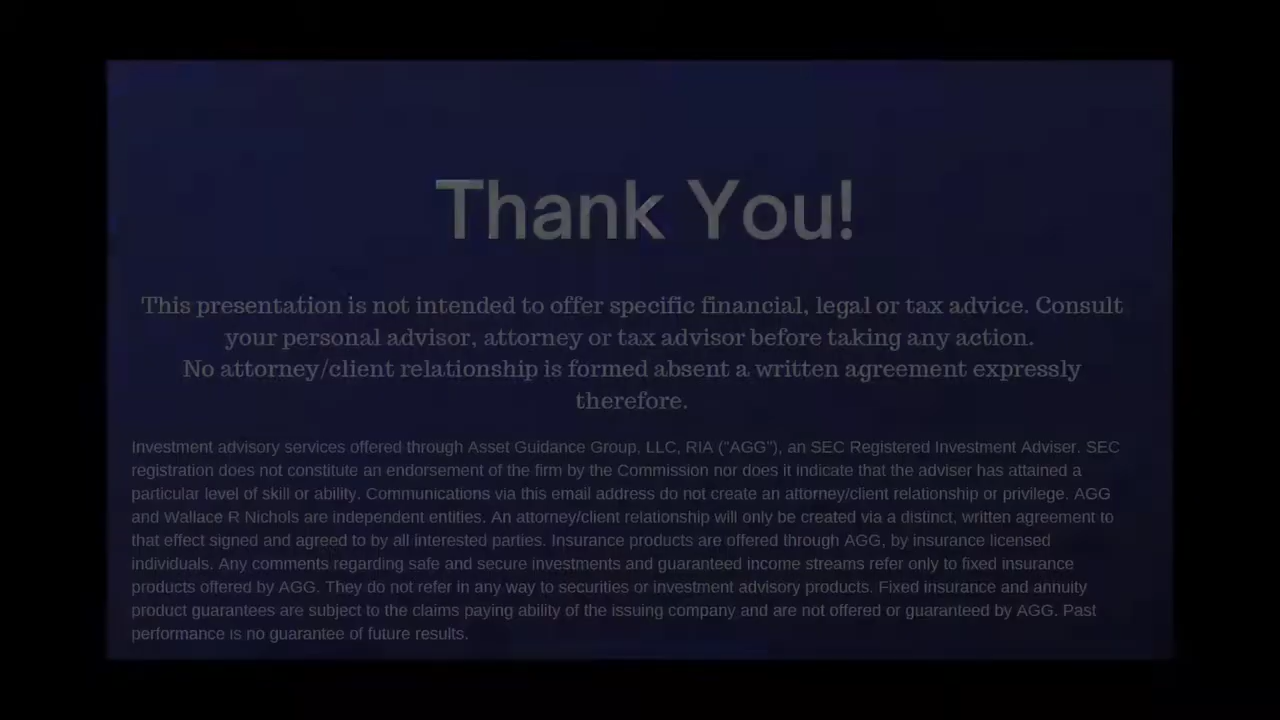 Thank You!
This presentation is not intended to offer specific financial, legal or tax advice. Consult
your personal advisor, attorney or tax advisor before taking any action.
No attorney/client relationship is formed absent a written agreement expressly
therefore.
Investment advisory services offered through Asset Guidance Group, LLC, RIA ("AGG"), an SEC Registered Investment Adviser. SEC
registration does not constitute an endorsement of the firm by the Commission nor does it indicate that the adviser has attained a
particular level of skill or ability. Communications via this email address do not create an attorney/client relationship or privilege. AGG
and Wallace R Nichols are independent entities. An attorney/client relationship will only be created via a distinct, written agreement to
that effect signed and agreed to by all interested parties. Insurance products are offered through AGG, by insurance licensed
individuals. Any comments regarding safe and secure investments and guaranteed income streams refer only to fixed insurance
products offered by AGG. They do not refer in any way to securities or investment advisory products. Fixed insurance and annuity
product guarantees are subject to the claims paying ability of the issuing company and are not offered or guaranteed by AGG. Past
performance is no guarantee of future results.